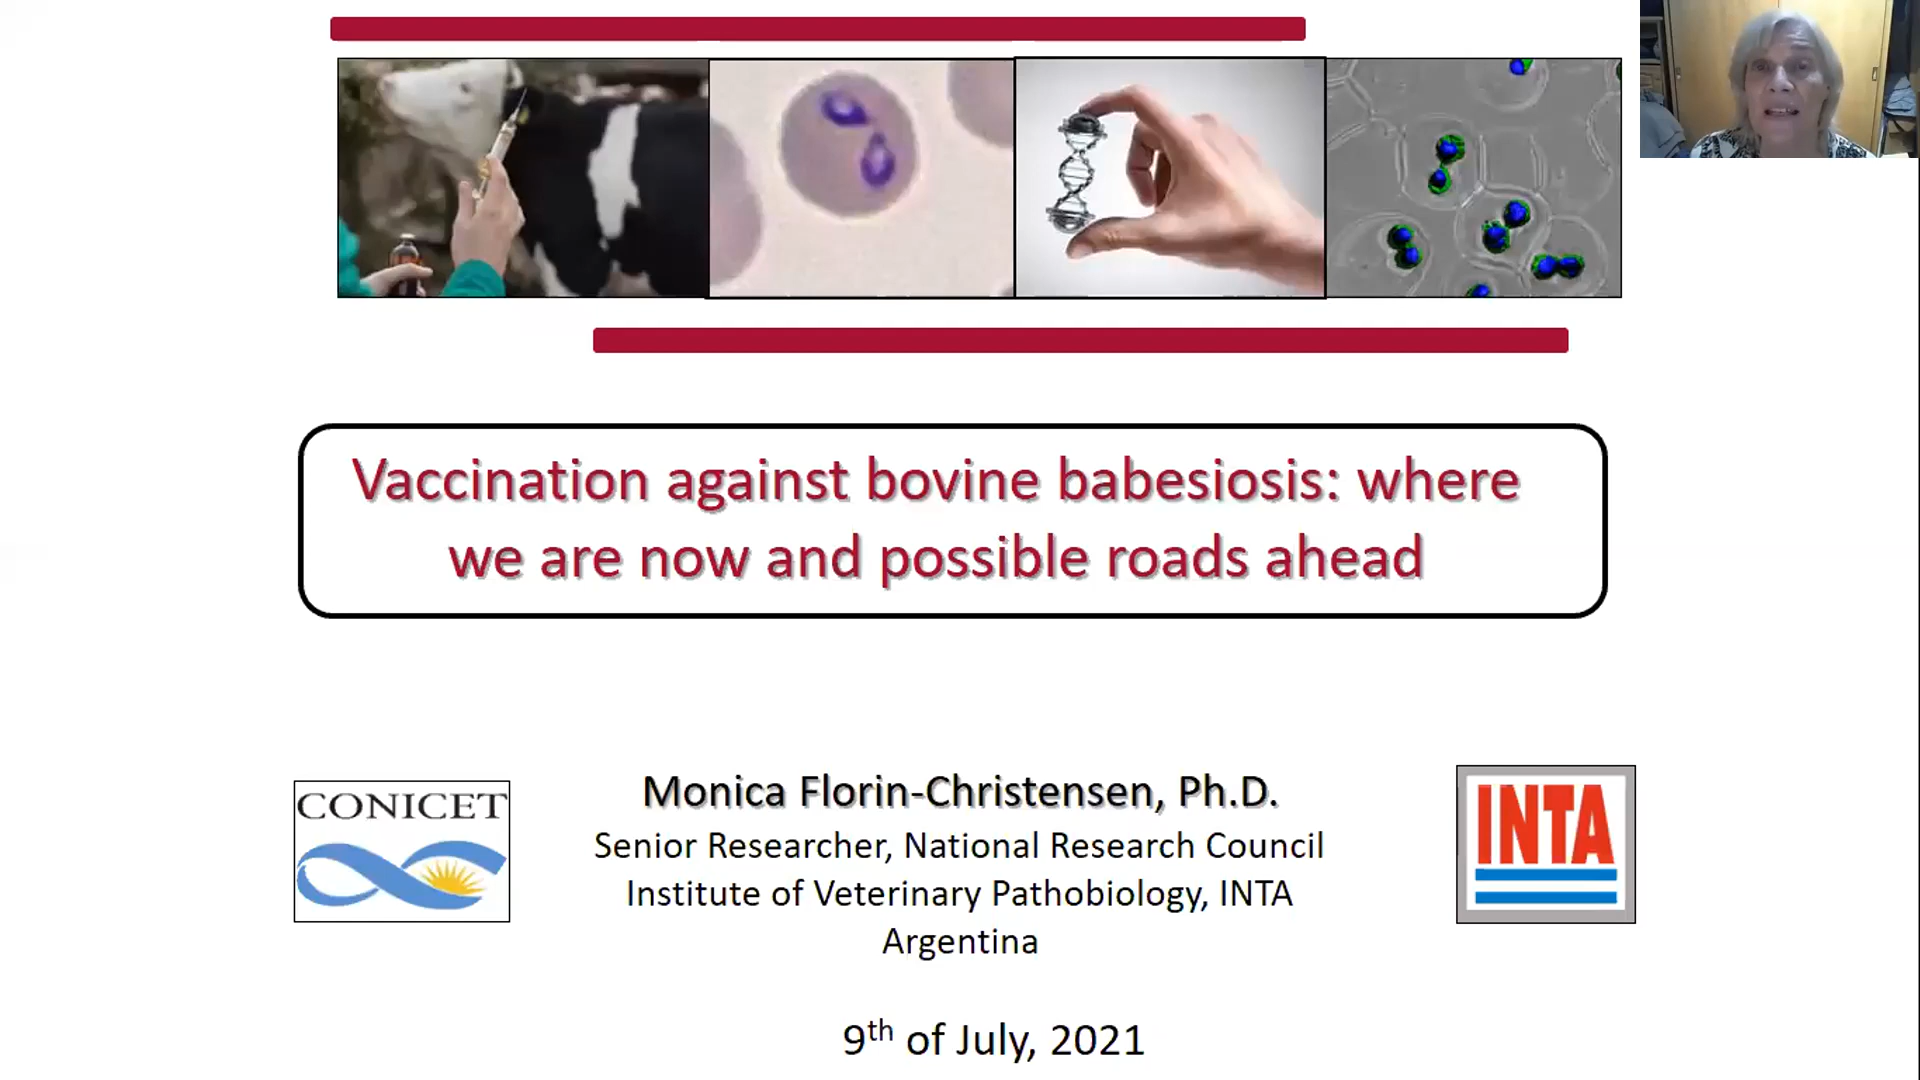 Vaccination against bovine babesiosis: where
we are now and possible roads ahead
CONICET
Monica Florin-Christensen, Ph.D.
Senior Researcher, National Research Council
Institute of Veterinary Pathobiology, INTA
Argentina
INTA
9th of July, 2021